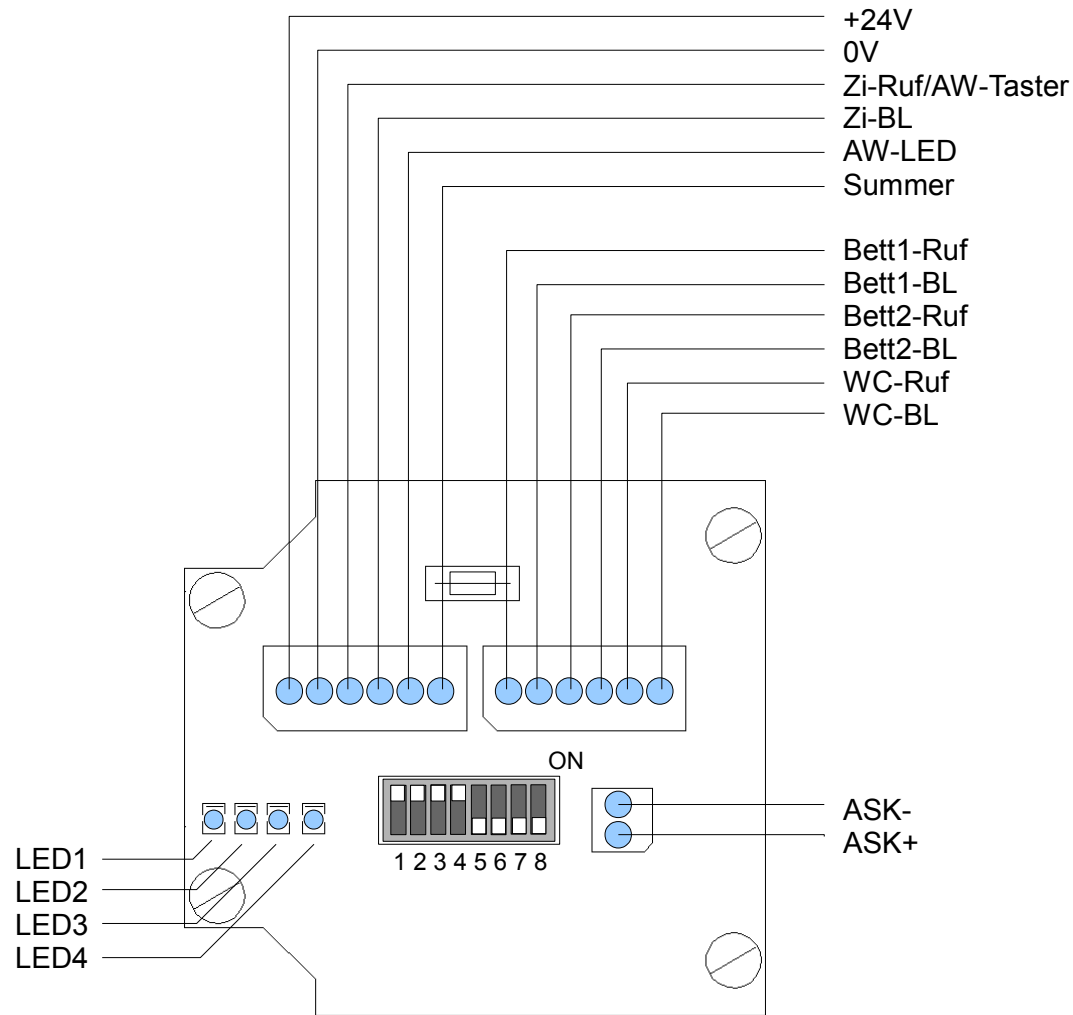 +24V
0V
Zi-Ruf/AW-Taster
Zi-BL
AW-LED
Summer
Bett1-Ruf
Bett1-BL
Bett2-Ruf
Bett2-BL
WC-Ruf
WC-BL
ON
1 2 3 4 5 6 7 8
ASK-
ASK+
LED1
LED2
LED3
LED4